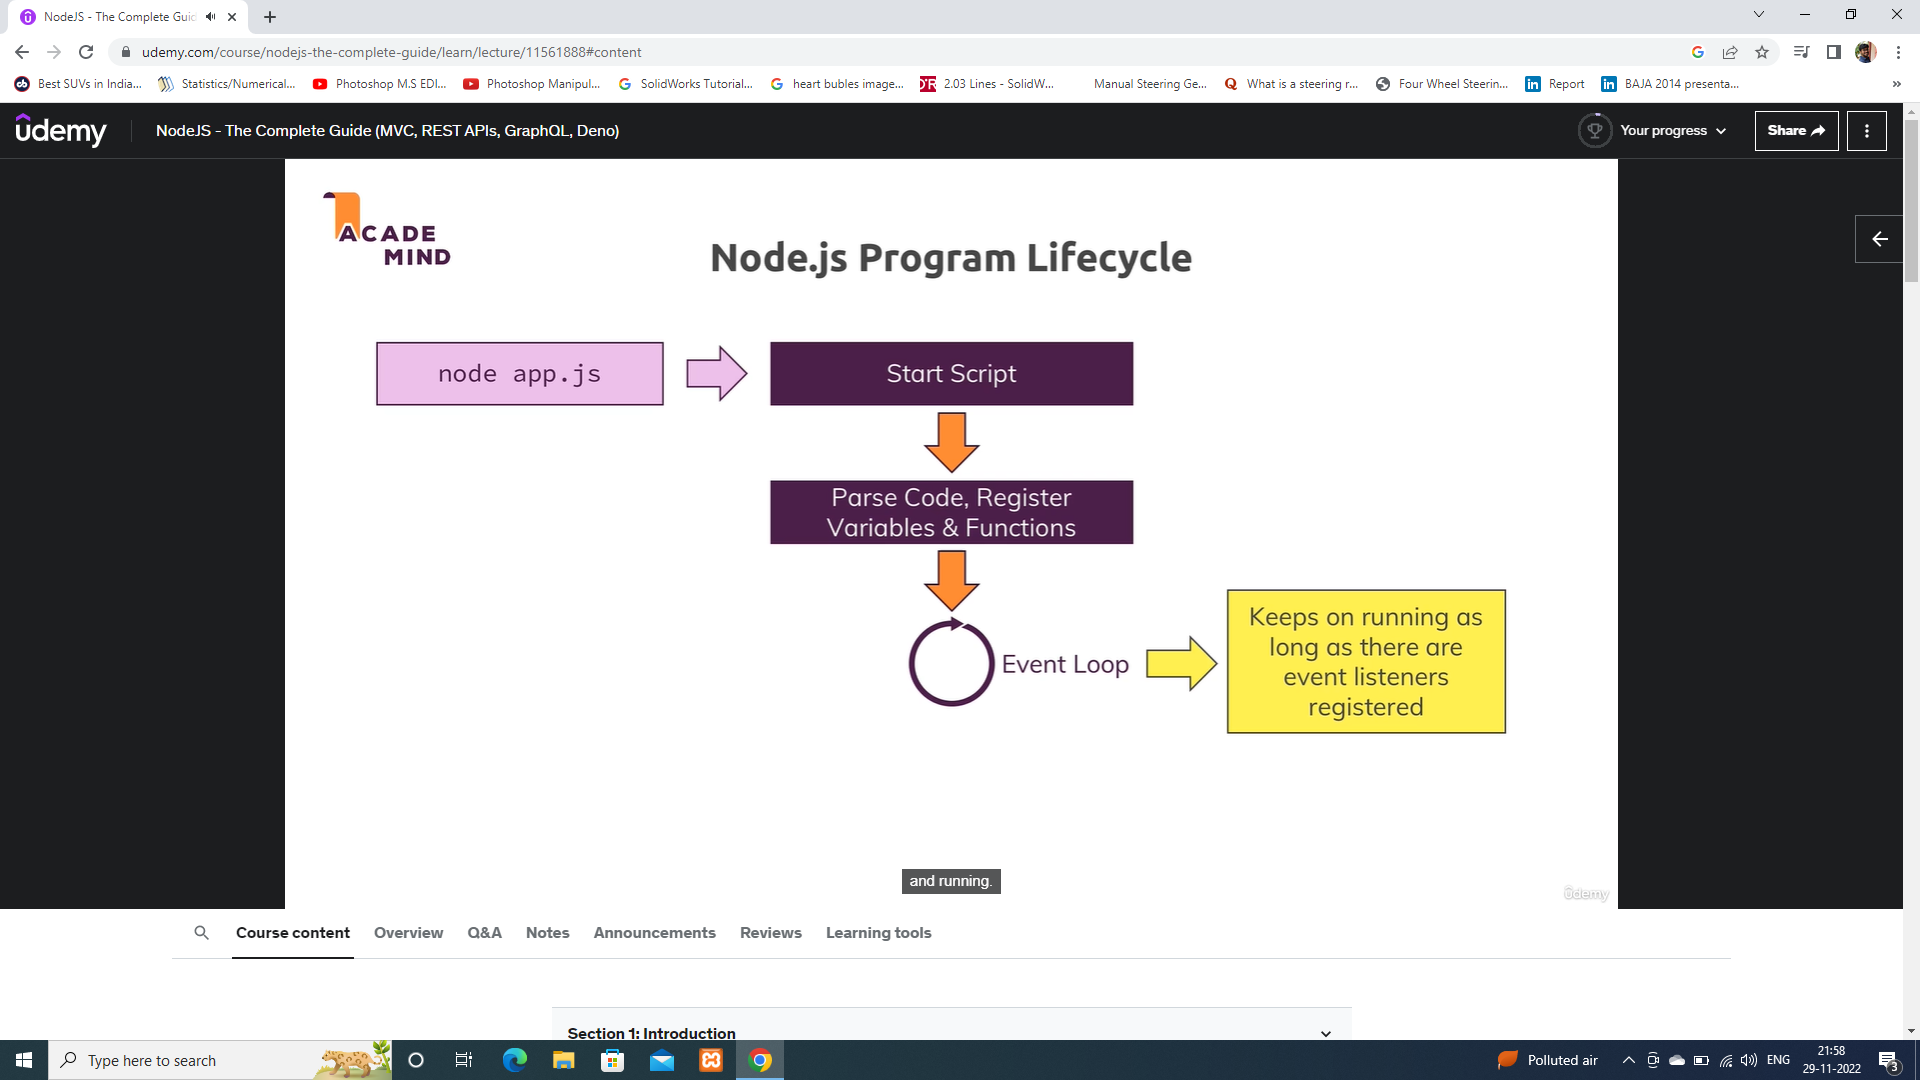 NodeJS - The Complete Guid
udemy.com/course/nodejs-the-complete-guide/learn/lecture/11561888#content
Best SUVs in India...
Statistics/Numerical...
Photoshop M.S EDI...
Photoshop Manipul...
SolidWorks Tutorial...
heart bubles image...
2.03 Lines - SolidW...
Manual Steering Ge...
What is a steering r...
Four Wheel Steerin...
Report
BAJA 2014 presenta...
»
ûdemy
NodeJS - The Complete Guide (MVC, REST APIs, GraphQL, Deno)
Your progress
Share
ACADE
MIND
Node.js Program Lifecycle
node app.js
Start Script
Parse Code, Register
Variables & Functions
Event Loop
Keeps on running as
long as there are
event listeners
registered
and running.
ûdemy
Course content
Overview
Q&A
Notes
Announcements
Reviews
Learning tools
Section 1: Introduction
Type here to search
Polluted air
ENG
21:58
29-11-2022
3